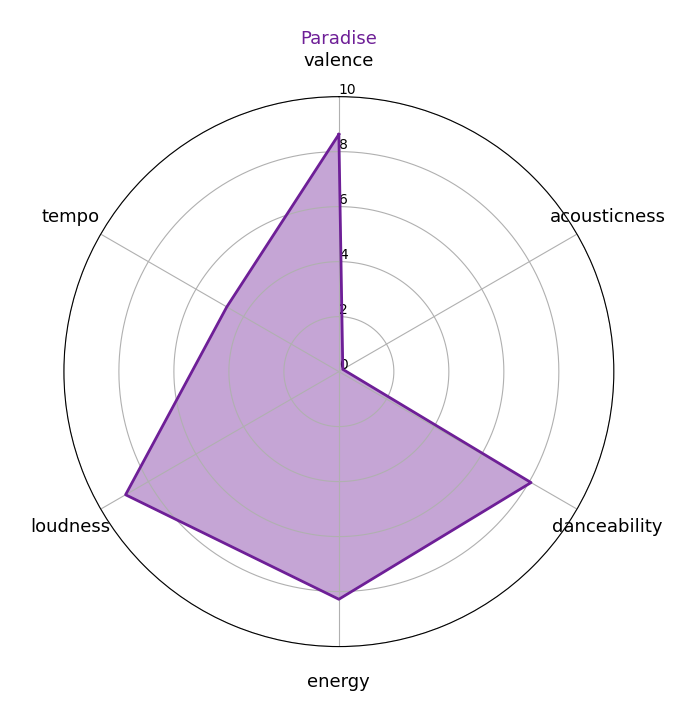 Paradise
valence
10
8
6
4
2
0
tempo
acousticness
loudness
danceability
energy